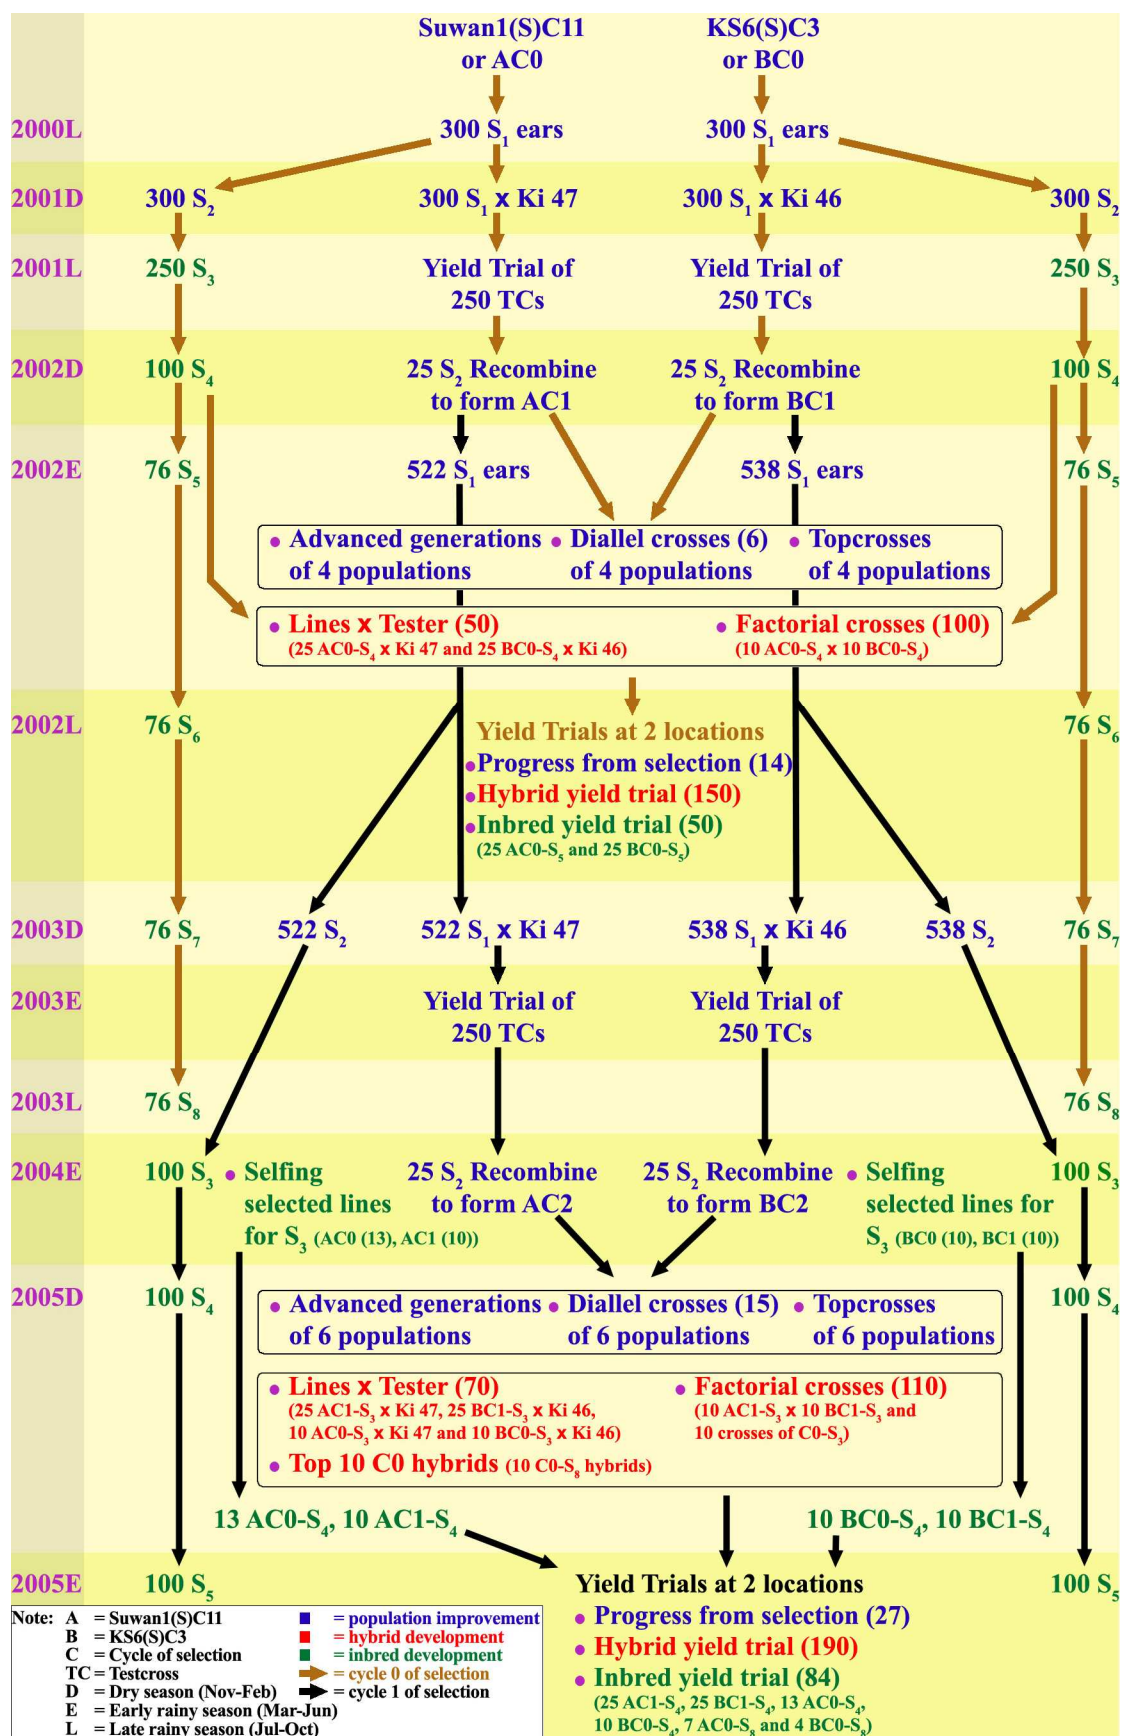 Suwan1(S)C11 KS6(S)C3
or AC0 or BC0
2000L 300 S₁ ears 300 S₁ ears
2001D 300 S₂ 300 S₁ x Ki 47 300 S₁ x Ki 46 300 S₂
2001L 250 S₃ Yield Trial of Yield Trial of 250 S₃
250 TCs 250 TCs
2002D 100 S₄ 25 S₂ Recombine 25 S₂ Recombine 100 S₄
to form AC1 to form BC1
2002E 76 S₅ 522 S₁ ears 538 S₁ ears 76 S₅
• Advanced generations • Diallel crosses (6) • Topcrosses
of 4 populations of 4 populations of 4 populations
• Lines x Tester (50) • Factorial crosses (100)
(25 AC0-S₄ x Ki 47 and 25 BC0-S₄ x Ki 46) (10 AC0-S₄ x 10 BC0-S₄)
2002L 76 S₆ Yield Trials at 2 locations 76 S₆
• Progress from selection (14)
• Hybrid yield trial (150)
• Inbred yield trial (50)
(25 AC0-S₅ and 25 BC0-S₅)
2003D 76 S₇ 522 S₂ 522 S₁ x Ki 47 538 S₁ x Ki 46 538 S₂ 76 S₇
2003E Yield Trial of Yield Trial of
250 TCs 250 TCs
2003L 76 S₈ 76 S₈
2004E 100 S₃ • Selfing 25 S₂ Recombine 25 S₂ Recombine • Selfing 100 S₃
selected lines to form AC2 to form BC2 selected lines for
for S₃ (AC0 (13), AC1 (10)) S₃ (BC0 (10), BC1 (10))
2005D 100 S₄ • Advanced generations • Diallel crosses (15) • Topcrosses 100 S₄
of 6 populations of 6 populations of 6 populations
• Lines x Tester (70) • Factorial crosses (110)
(25 AC1-S₃ x Ki 47, 25 BC1-S₃ x Ki 46, (10 AC1-S₃ x 10 BC1-S₃ and
10 AC0-S₃ x Ki 47 and 10 BC0-S₃ x Ki 46) 10 crosses of C0-S₃)
• Top 10 C0 hybrids (10 C0-S₈ hybrids)
13 AC0-S₄, 10 AC1-S₄ 10 BC0-S₄, 10 BC1-S₄
2005E 100 S₅ Yield Trials at 2 locations 100 S₅
• Progress from selection (27)
• Hybrid yield trial (190)
• Inbred yield trial (84)
(25 AC1-S₄, 25 BC1-S₄, 13 AC0-S₄,
10 BC0-S₄, 7 AC0-S₈ and 4 BC0-S₈)
Note: A = Suwan1(S)C11 = population improvement
B = KS6(S)C3 = hybrid development
C = Cycle of selection = inbred development
TC = Testcross = cycle 0 of selection
D = Dry season (Nov-Feb) = cycle 1 of selection
E = Early rainy season (Mar-Jun)
L = Late rainy season (Jul-Oct)